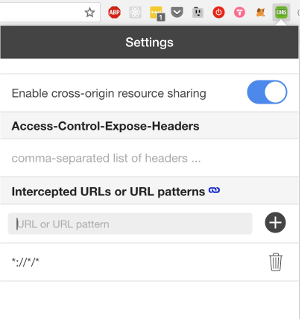 ABP
1
CORS
Settings
Enable cross-origin resource sharing
Access-Control-Expose-Headers
comma-separated list of headers ...
Intercepted URLs or URL patterns
URL or URL pattern
*://*/*